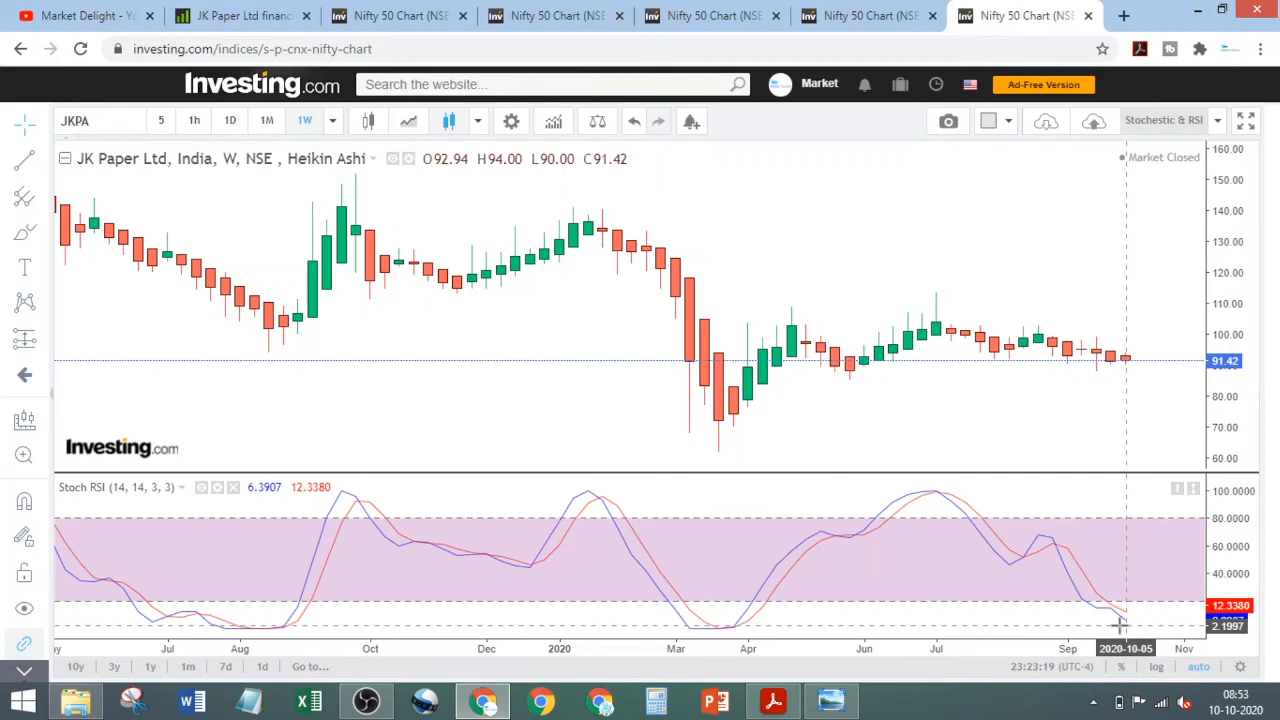 Market Delight - Yo
JK Paper Ltd financi
Nifty 50 Chart (NSE
Nifty 50 Chart (NSE
Nifty 50 Chart (NSE
Nifty 50 Chart (NSE
Nifty 50 Chart (NSE
investing.com/indices/s-p-cnx-nifty-chart
Investing.com
Search the website...
Market
Ad-Free Version
JKPA 5 1h 1D 1M 1W
Stochestic & RSI
JK Paper Ltd, India, W, NSE , Heikin Ashi O92.94 H94.00 L90.00 C91.42
Market Closed
160.00
150.00
140.00
130.00
120.00
110.00
100.00
91.42
80.00
70.00
60.00
Investing.com
Stoch RSI (14, 14, 3, 3) 6.3907 12.3380
100.0000
80.0000
60.0000
40.0000
12.3380
2.1997
Jul Aug Oct Dec 2020 Mar Apr Jun Jul Sep 2020-10-05 Nov
10y 3y 1y 1m 7d 1d Go to... 23:23:19 (UTC-4) % log auto
08:53
10-10-2020